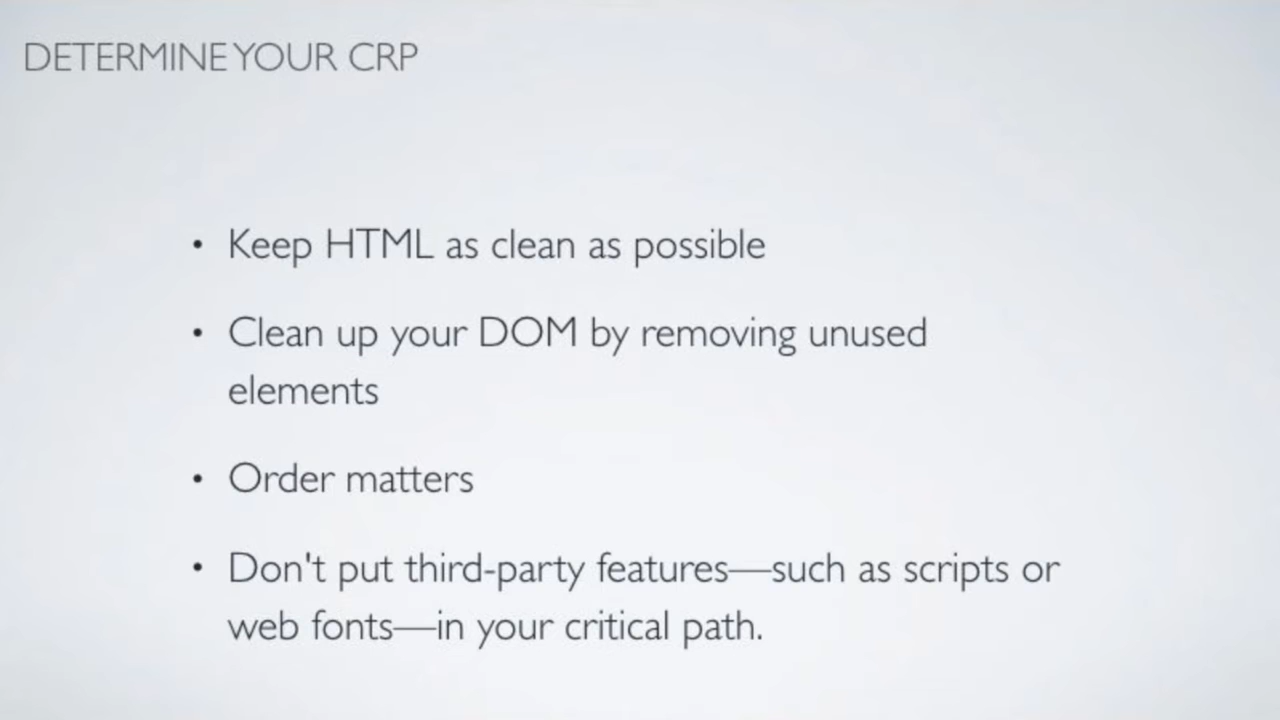 DETERMINE YOUR CRP
• Keep HTML as clean as possible
• Clean up your DOM by removing unused
elements
• Order matters
• Don't put third-party features—such as scripts or
web fonts—in your critical path.